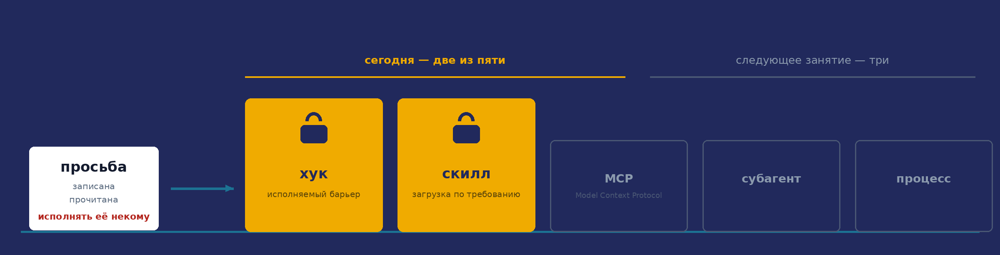 сегодня — две из пяти
следующее занятие — три
просьба
записана
прочитана
исполнять её некому
хук
исполняемый барьер
скилл
загрузка по требованию
MCP
Model Context Protocol
субагент
процесс